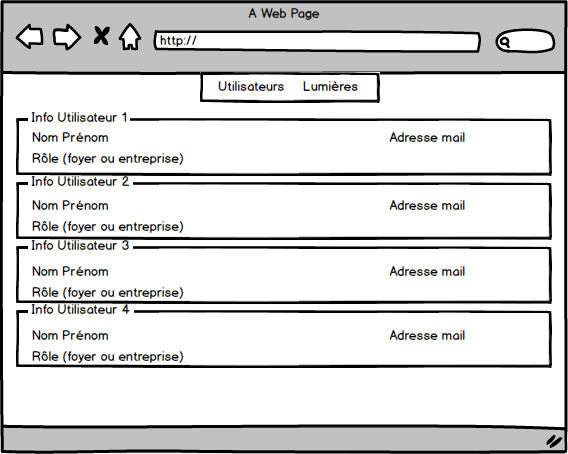 A Web Page
http://
Utilisateurs Lumières
Info Utilisateur 1
Nom Prénom Adresse mail
Rôle (foyer ou entreprise)
Info Utilisateur 2
Nom Prénom Adresse mail
Rôle (foyer ou entreprise)
Info Utilisateur 3
Nom Prénom Adresse mail
Rôle (foyer ou entreprise)
Info Utilisateur 4
Nom Prénom Adresse mail
Rôle (foyer ou entreprise)